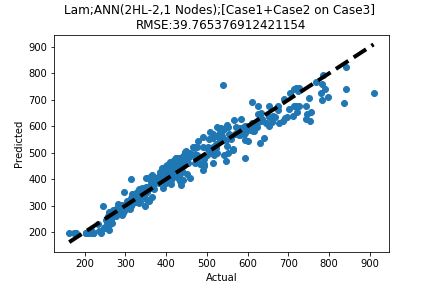 Lam;ANN(2HL-2,1 Nodes);[Case1+Case2 on Case3]
RMSE:39.765376912421154
900
800
700
600
500
400
300
200
Predicted
200 300 400 500 600 700 800 900
Actual